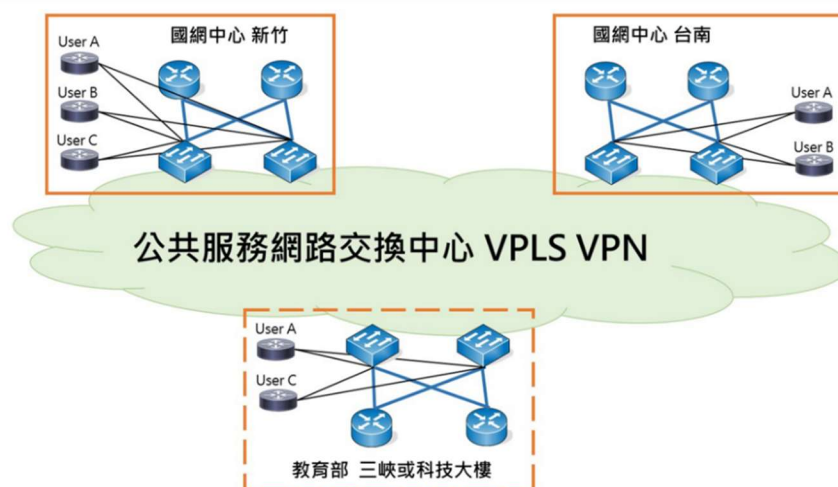 國網中心 新竹
User A
User B
User C
國網中心 台南
User A
User B
公共服務網路交換中心 VPLS VPN
User A
User C
教育部 三峽或科技大樓